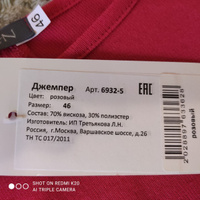 46
Джемпер Арт. 6932-5 EAC
Цвет: розовый
Размер: 46
Состав: 70% вискоза, 30% полиэстер
Изготовитель: ИП Третьякова Л.Н.
Россия, г.Москва, Варшавское шоссе, д.26
ТН ТС 017/2011
розовый
SHOT ON REDMI K20
AI TRIPLE CAMERA